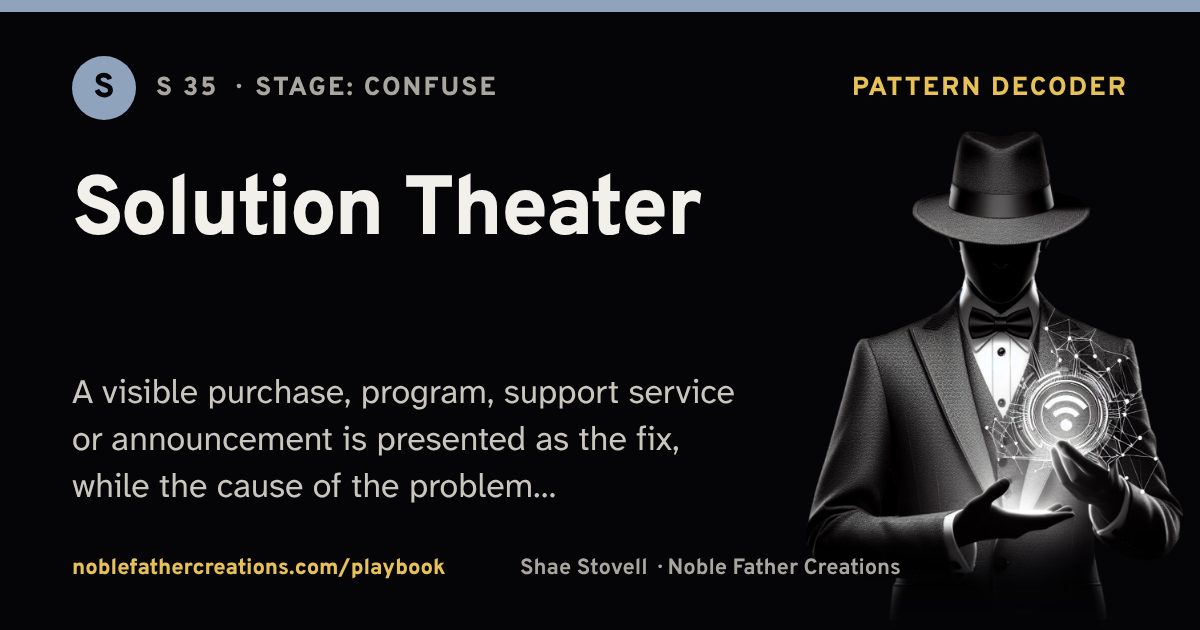 S
S 35 · STAGE: CONFUSE
PATTERN DECODER
Solution Theater
A visible purchase, program, support service
or announcement is presented as the fix,
while the cause of the problem...
noblefathercreations.com/playbook
Shae Stovell · Noble Father Creations